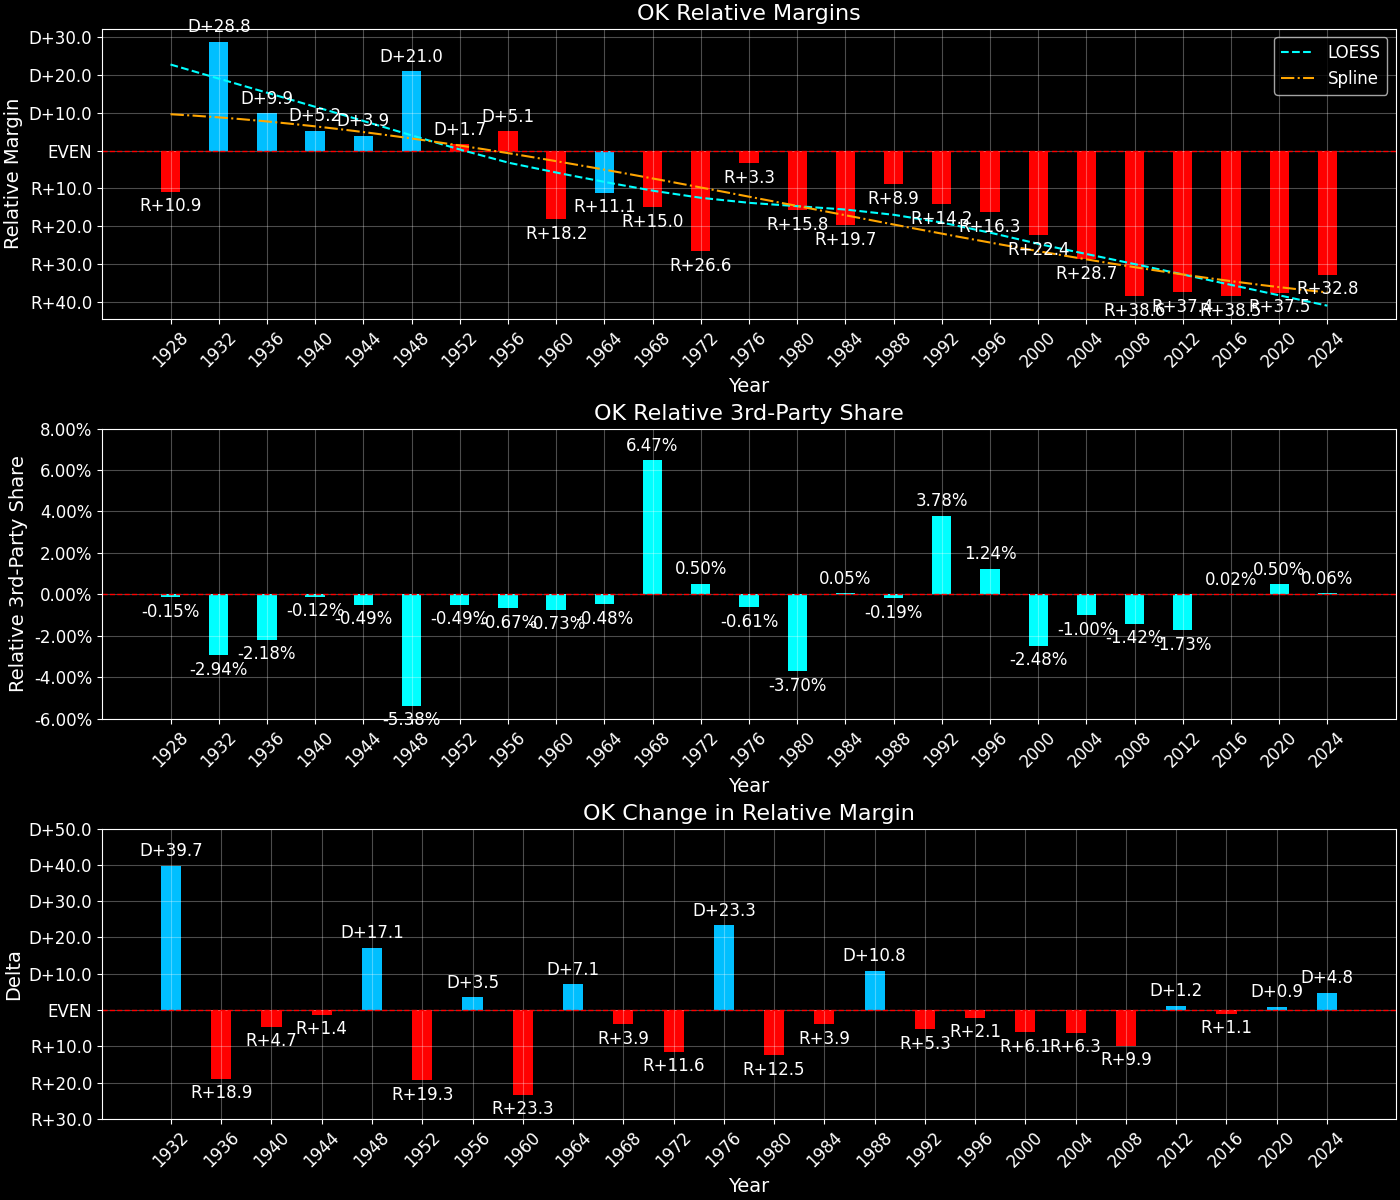 OK Relative Margins
Relative Margin
D+30.0
D+20.0
D+10.0
EVEN
R+10.0
R+20.0
R+30.0
R+40.0
LOESS
Spline
R+10.9
D+28.8
D+9.9
D+5.2
D+3.9
D+21.0
D+1.7
D+5.1
R+18.2
R+11.1
R+15.0
R+26.6
R+3.3
R+15.8
R+19.7
R+8.9
R+14.2
R+16.3
R+22.4
R+28.7
R+38.6
R+37.4
R+38.5
R+37.5
R+32.8
1928 1932 1936 1940 1944 1948 1952 1956 1960 1964 1968 1972 1976 1980 1984 1988 1992 1996 2000 2004 2008 2012 2016 2020 2024
Year
OK Relative 3rd-Party Share
Relative 3rd-Party Share
8.00%
6.00%
4.00%
2.00%
0.00%
-2.00%
-4.00%
-6.00%
-0.15%
-2.94%
-2.18%
-0.12%
-0.49%
-5.38%
-0.49%
-0.67%
-0.73%
-0.48%
6.47%
0.50%
-0.61%
-3.70%
0.05%
-0.19%
3.78%
1.24%
-2.48%
-1.00%
-1.42%
-1.73%
0.02%
0.50%
0.06%
1928 1932 1936 1940 1944 1948 1952 1956 1960 1964 1968 1972 1976 1980 1984 1988 1992 1996 2000 2004 2008 2012 2016 2020 2024
Year
OK Change in Relative Margin
Delta
D+50.0
D+40.0
D+30.0
D+20.0
D+10.0
EVEN
R+10.0
R+20.0
R+30.0
D+39.7
R+18.9
R+4.7
R+1.4
D+17.1
R+19.3
D+3.5
R+23.3
D+7.1
R+3.9
R+11.6
D+23.3
R+12.5
R+3.9
D+10.8
R+5.3
R+2.1
R+6.1
R+6.3
R+9.9
D+1.2
R+1.1
D+0.9
D+4.8
1932 1936 1940 1944 1948 1952 1956 1960 1964 1968 1972 1976 1980 1984 1988 1992 1996 2000 2004 2008 2012 2016 2020 2024
Year